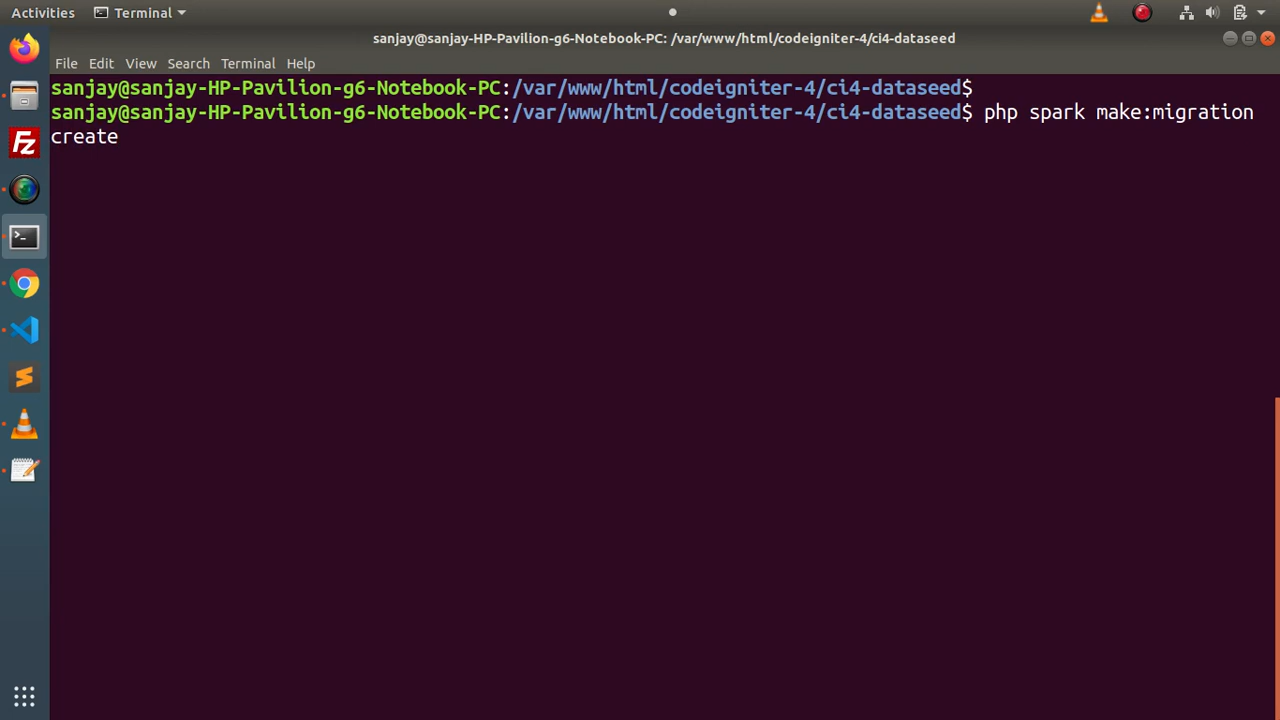 Activities
Terminal
sanjay@sanjay-HP-Pavilion-g6-Notebook-PC: /var/www/html/codeigniter-4/ci4-dataseed
File Edit View Search Terminal Help
sanjay@sanjay-HP-Pavilion-g6-Notebook-PC:/var/www/html/codeigniter-4/ci4-dataseed$
sanjay@sanjay-HP-Pavilion-g6-Notebook-PC:/var/www/html/codeigniter-4/ci4-dataseed$ php spark make:migration
create